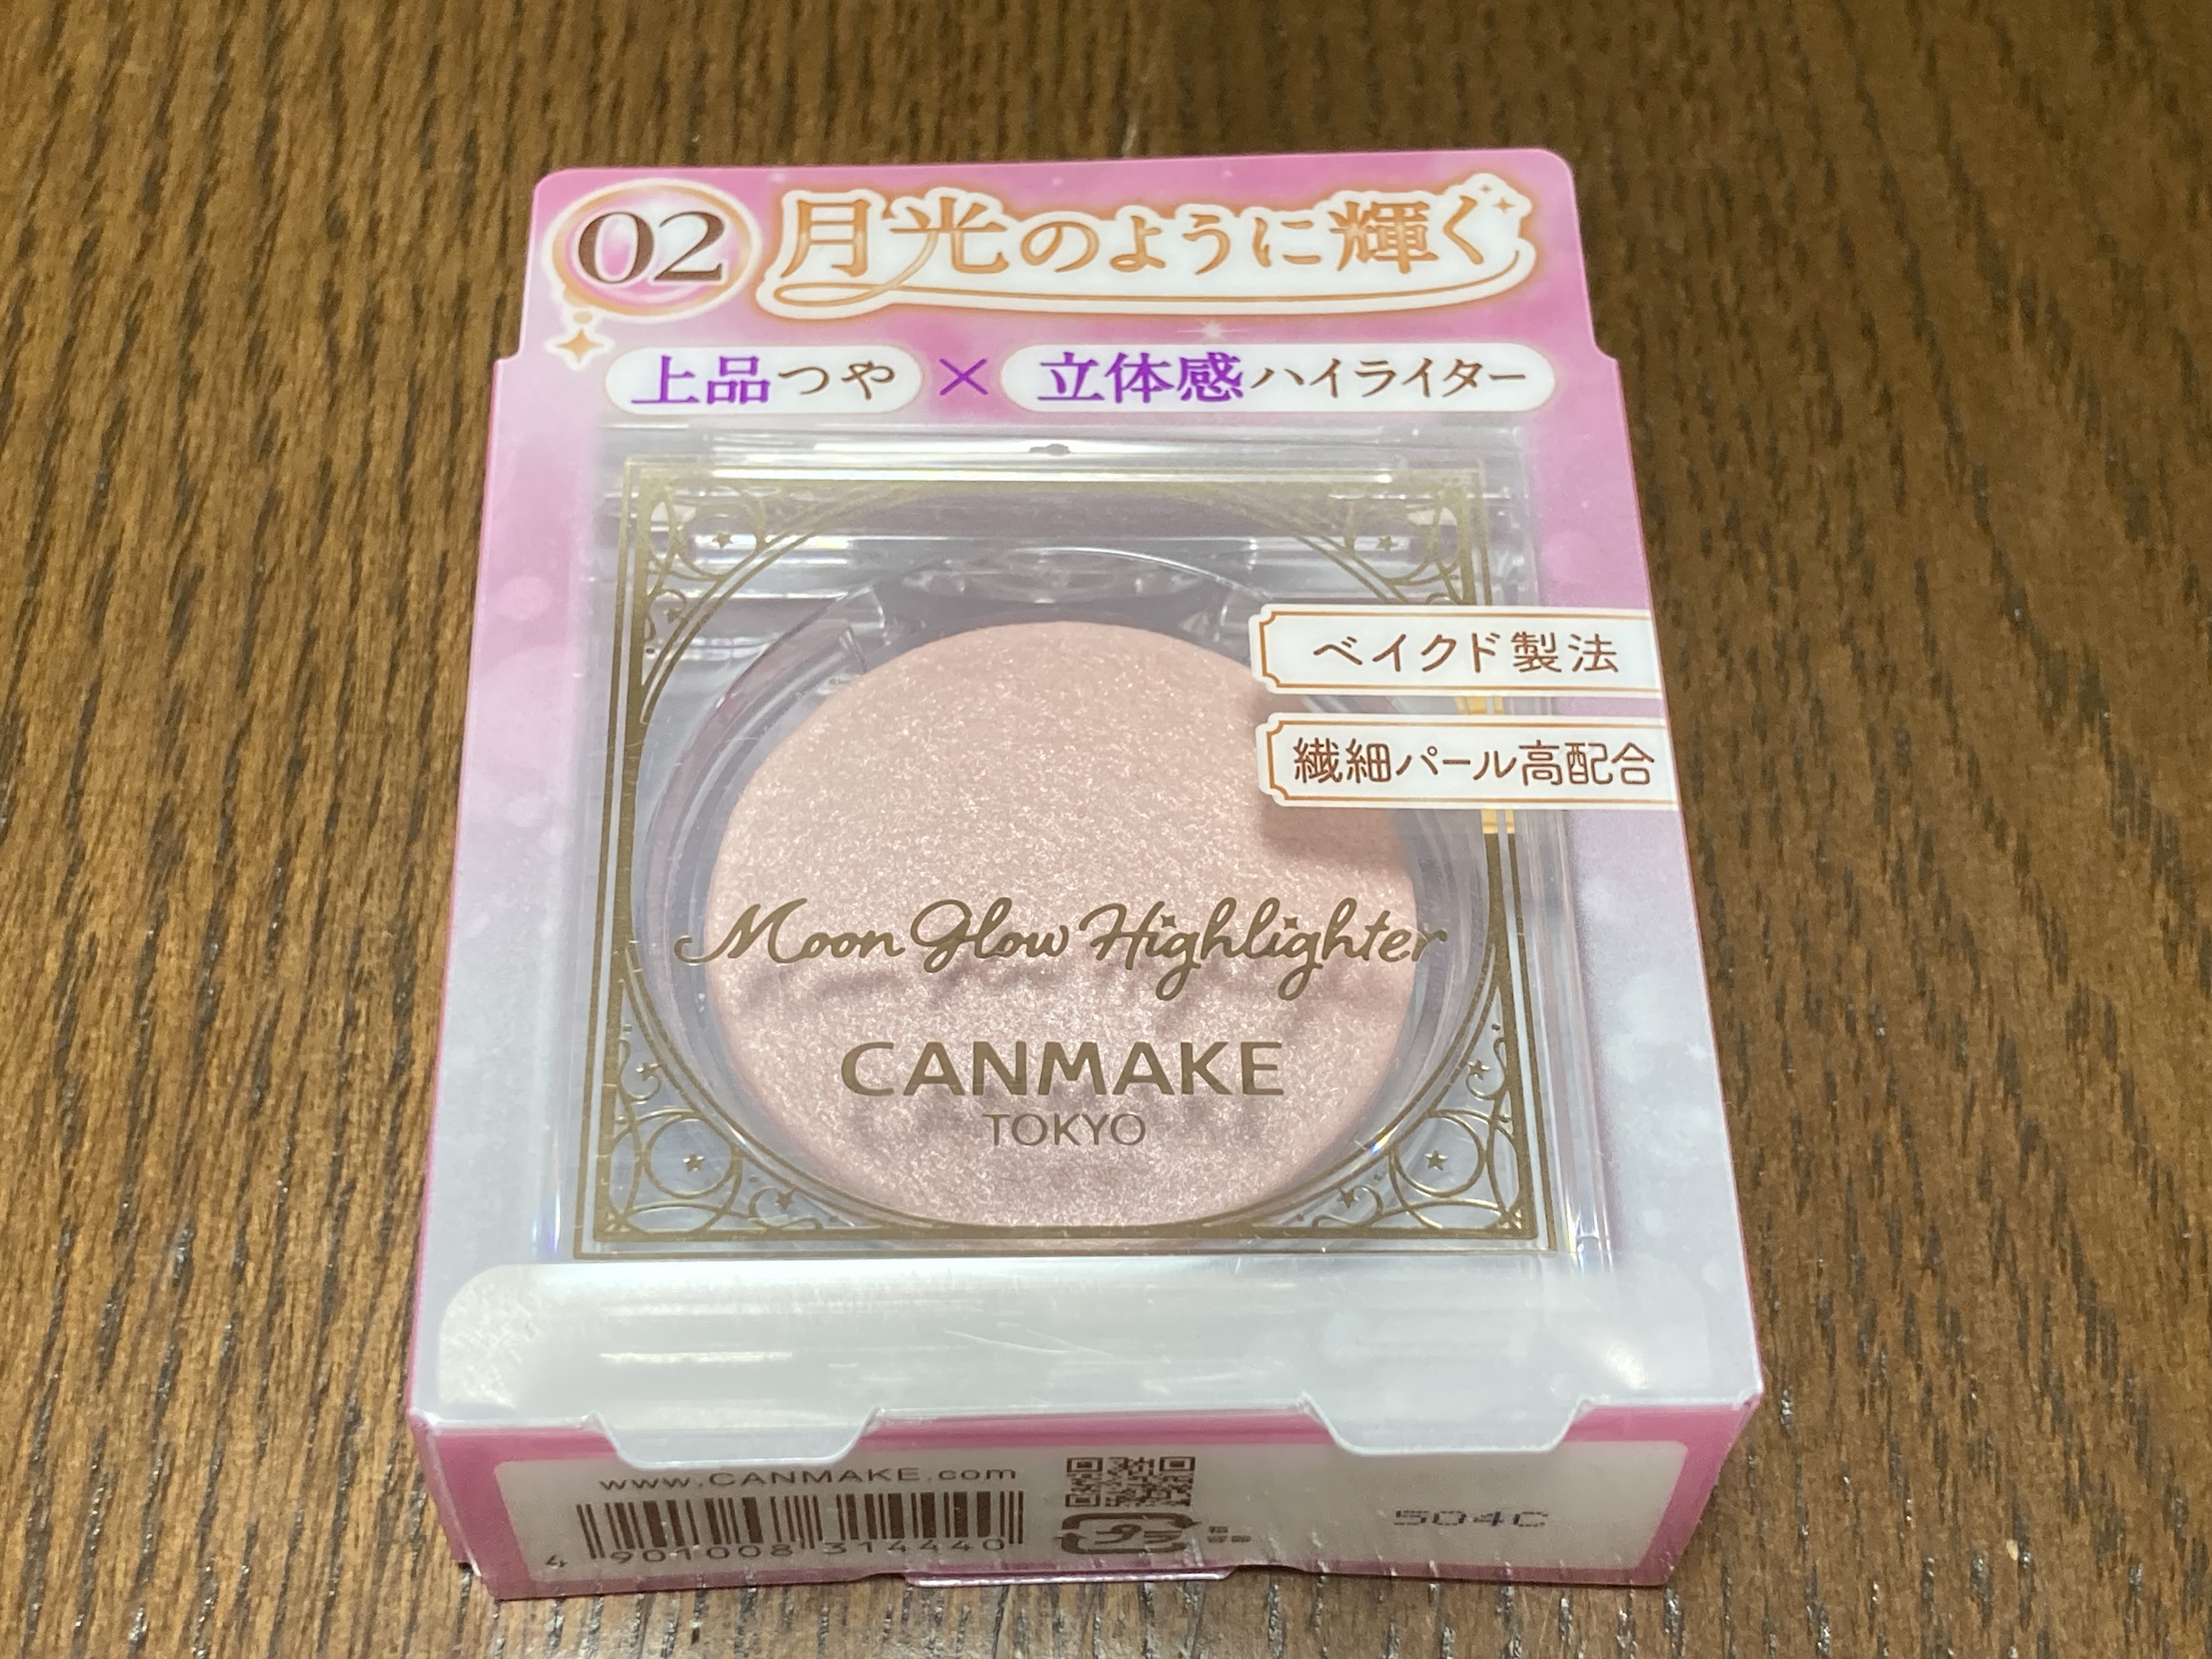 02 月光のように輝く
上品つや × 立体感ハイライター
ベイクド製法
繊細パール高配合
Moon Glow Highlighter
CANMAKE
TOKYO
www.CANMAKE.com
4 901008 314440
プラ
504C